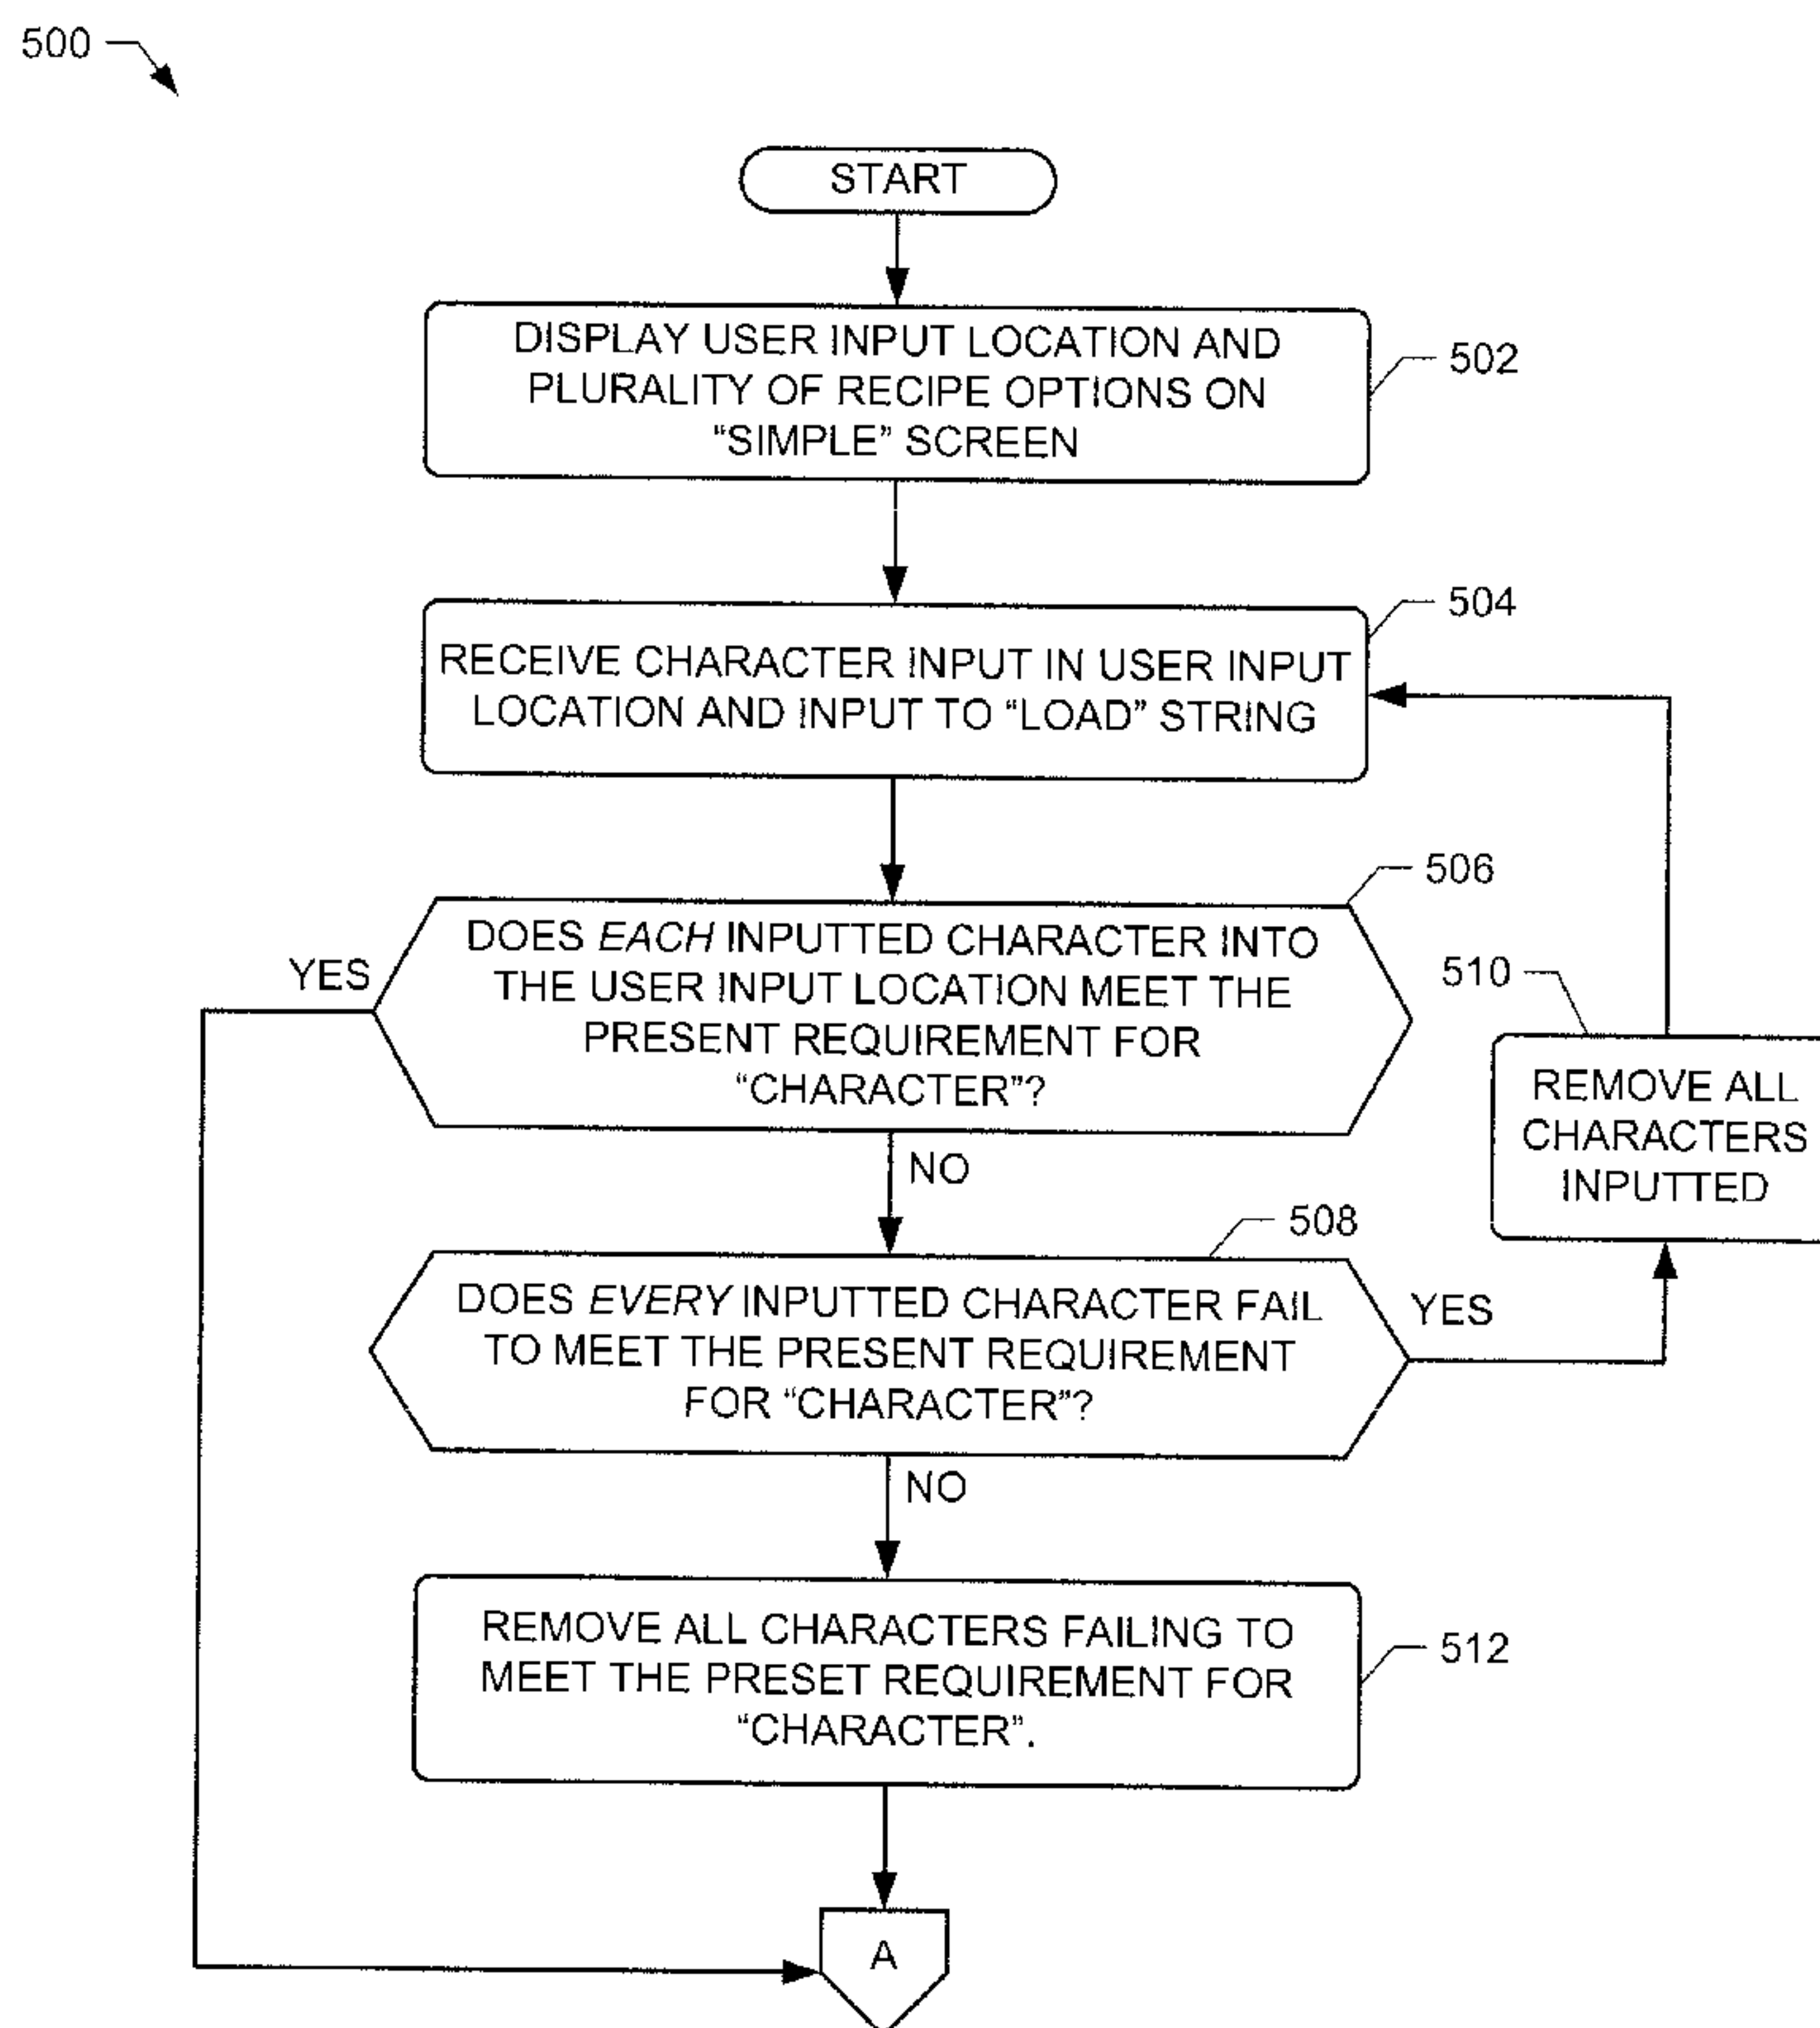 500
START
DISPLAY USER INPUT LOCATION AND
PLURALITY OF RECIPE OPTIONS ON
“SIMPLE” SCREEN
502
504
RECEIVE CHARACTER INPUT IN USER INPUT
LOCATION AND INPUT TO “LOAD” STRING
506
DOES EACH INPUTTED CHARACTER INTO
THE USER INPUT LOCATION MEET THE
PRESENT REQUIREMENT FOR
“CHARACTER”?
YES
NO
510
REMOVE ALL
CHARACTERS
INPUTTED
508
DOES EVERY INPUTTED CHARACTER FAIL
TO MEET THE PRESENT REQUIREMENT
FOR “CHARACTER”?
YES
NO
REMOVE ALL CHARACTERS FAILING TO
MEET THE PRESET REQUIREMENT FOR
“CHARACTER”.
512
A